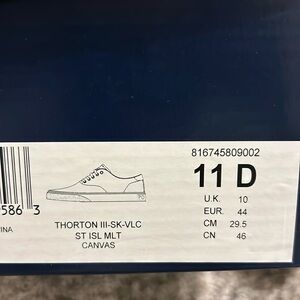 816745809002
11 D
U.K. 10
EUR. 44
CM 29.5
CN 46
586 3
INA
THORTON III-SK-VLC
ST ISL MLT
CANVAS